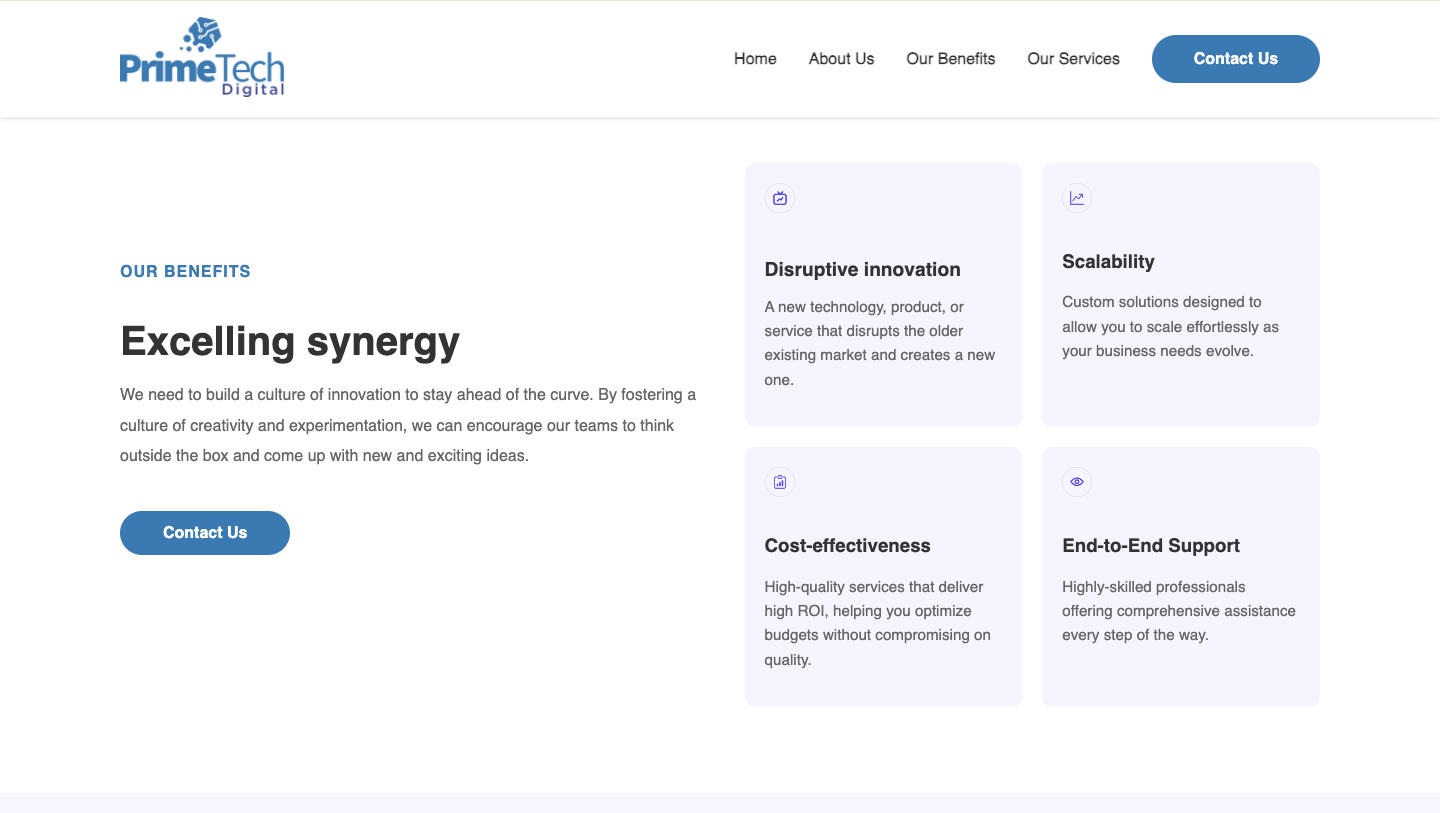 PrimeTech
Digital
Home About Us Our Benefits Our Services Contact Us
OUR BENEFITS
Excelling synergy
We need to build a culture of innovation to stay ahead of the curve. By fostering a
culture of creativity and experimentation, we can encourage our teams to think
outside the box and come up with new and exciting ideas.
Contact Us
Disruptive innovation
A new technology, product, or
service that disrupts the older
existing market and creates a new
one.
Scalability
Custom solutions designed to
allow you to scale effortlessly as
your business needs evolve.
Cost-effectiveness
High-quality services that deliver
high ROI, helping you optimize
budgets without compromising on
quality.
End-to-End Support
Highly-skilled professionals
offering comprehensive assistance
every step of the way.